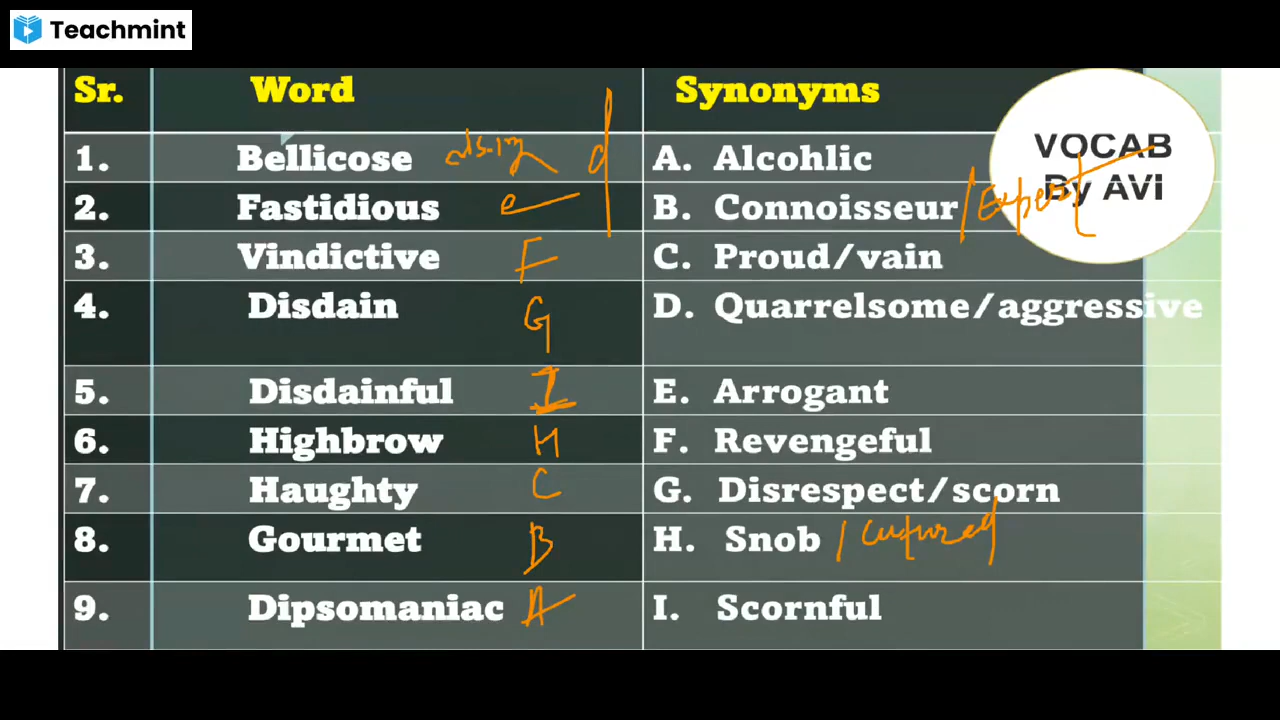 Teachmint
Sr. Word Synonyms
VOCAB
By AVi
1. Bellicose d A. Alcohlic
2. Fastidious e B. Connoisseur / Expert
3. Vindictive F C. Proud/vain
4. Disdain G D. Quarrelsome/aggressive
5. Disdainful I E. Arrogant
6. Highbrow H F. Revengeful
7. Haughty C G. Disrespect/scorn
8. Gourmet B H. Snob / cultured
9. Dipsomaniac A I. Scornful